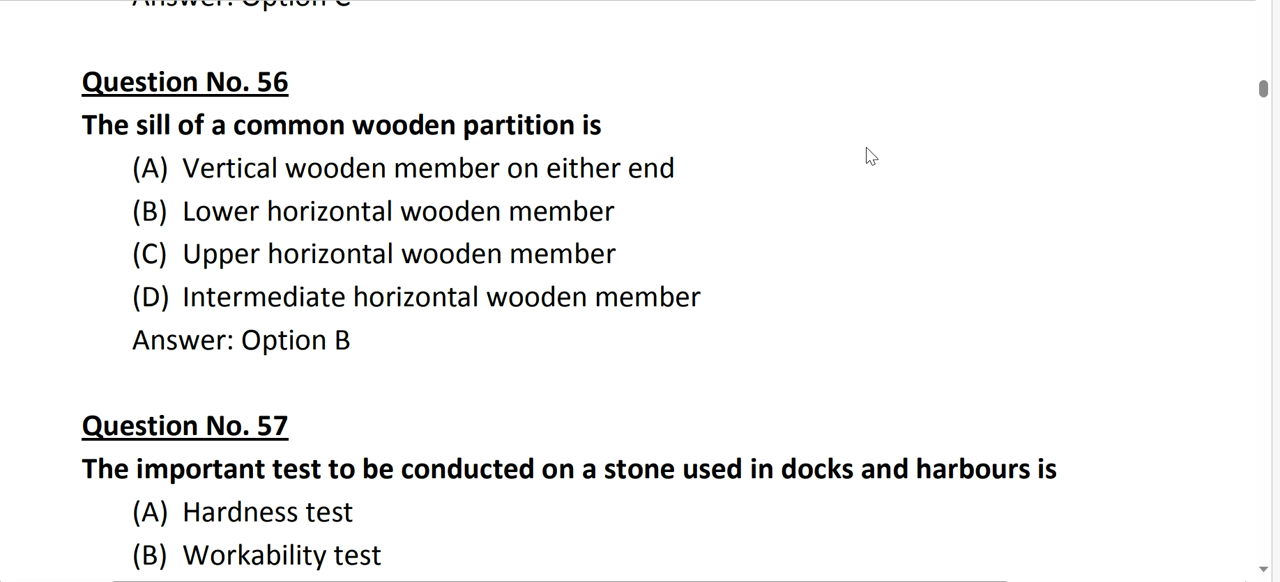 Answer: Option C
Question No. 56
The sill of a common wooden partition is
(A) Vertical wooden member on either end
(B) Lower horizontal wooden member
(C) Upper horizontal wooden member
(D) Intermediate horizontal wooden member
Answer: Option B
Question No. 57
The important test to be conducted on a stone used in docks and harbours is
(A) Hardness test
(B) Workability test